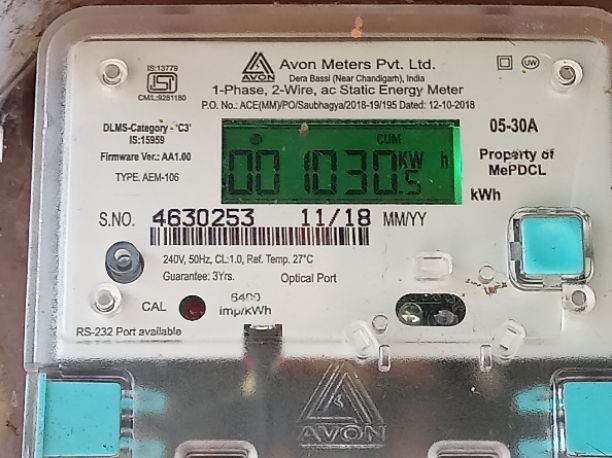 IS:13779
ISI
CM/L:9281180
AVON
Avon Meters Pvt. Ltd.
Dera Bassi (Near Chandigarh), India
1-Phase, 2-Wire, ac Static Energy Meter
P.O. No.: ACE(MM)/PO/Saubhagya/2018-19/195 Dated: 12-10-2018
UW
DLMS-Category - 'C3'
IS:15959
Firmware Ver.: AA1.00
TYPE: AEM-106
CUM
001030.5 KW h
05-30A
Property of
MePDCL
kWh
S.NO. 4630253 11/18 MM/YY
240V, 50Hz, CL:1.0, Ref. Temp. 27°C
Guarantee: 3Yrs. Optical Port
CAL
6400
imp/kWh
RS-232 Port available
AVON